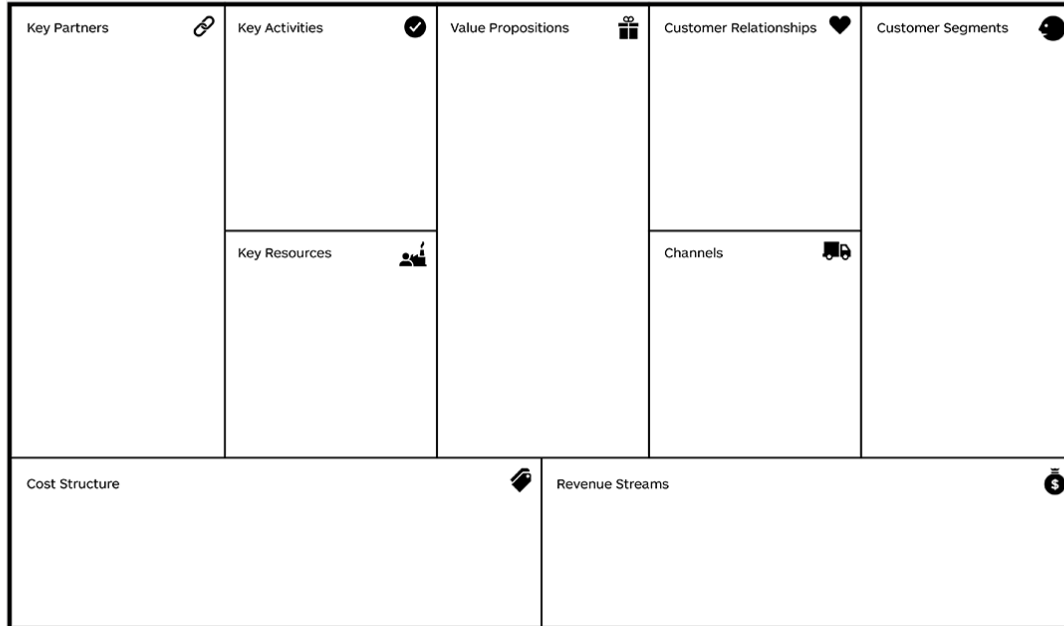 Key Partners
Key Activities
Value Propositions
Customer Relationships
Customer Segments
Key Resources
Channels
Cost Structure
Revenue Streams
$